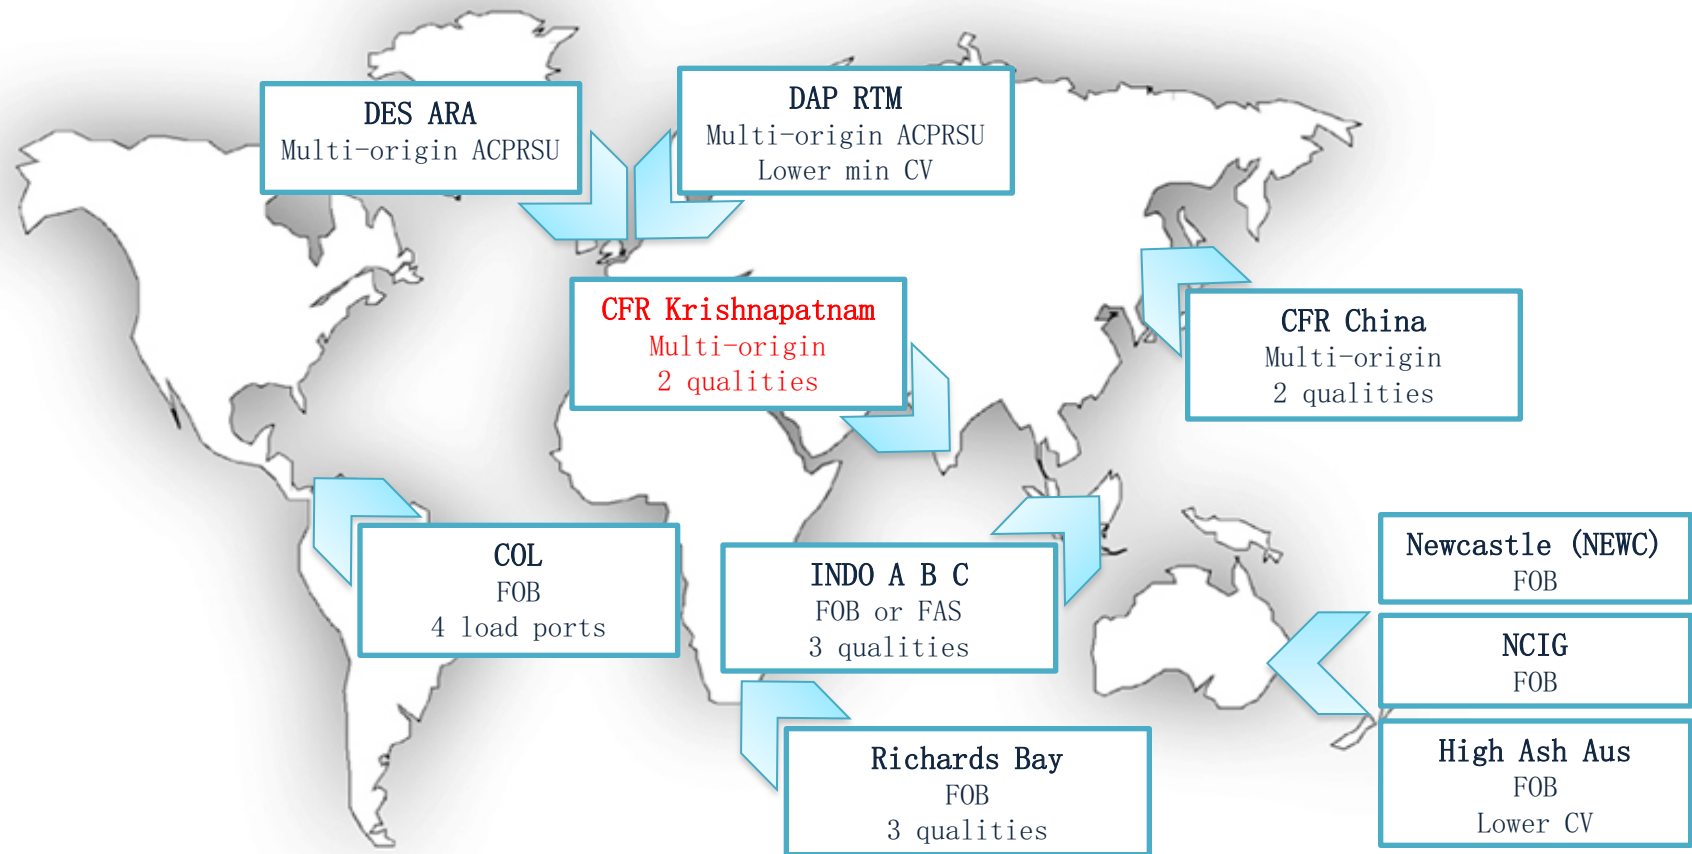 DES ARA
Multi-origin ACPRSU
DAP RTM
Multi-origin ACPRSU
Lower min CV
CFR Krishnapatnam
Multi-origin
2 qualities
CFR China
Multi-origin
2 qualities
COL
FOB
4 load ports
INDO A B C
FOB or FAS
3 qualities
Newcastle (NEWC)
FOB
NCIG
FOB
High Ash Aus
FOB
Lower CV
Richards Bay
FOB
3 qualities